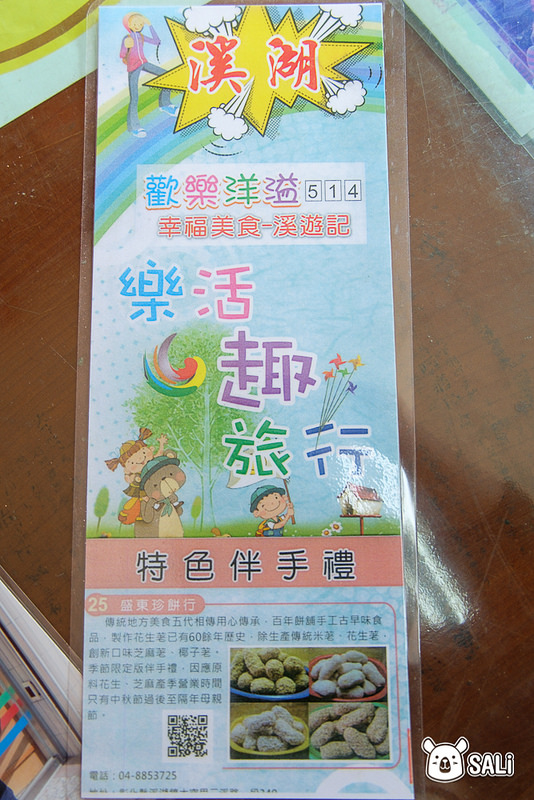 溪湖
歡樂洋溢514
幸福美食-溪遊記
樂活
趣
旅行
特色伴手禮
25 盛東珍餅行
傳統地方美食五代相傳用心傳承，百年餅舖手工古早味食
品，製作花生荖已有60餘年歷史，除生產傳統米荖、花生荖，
創新口味芝麻荖、椰子荖。
季節限定版伴手禮，因應原
料花生、芝麻產季營業時間
只有中秋節過後至隔年母親
節。
電話：04-8853725
SALi